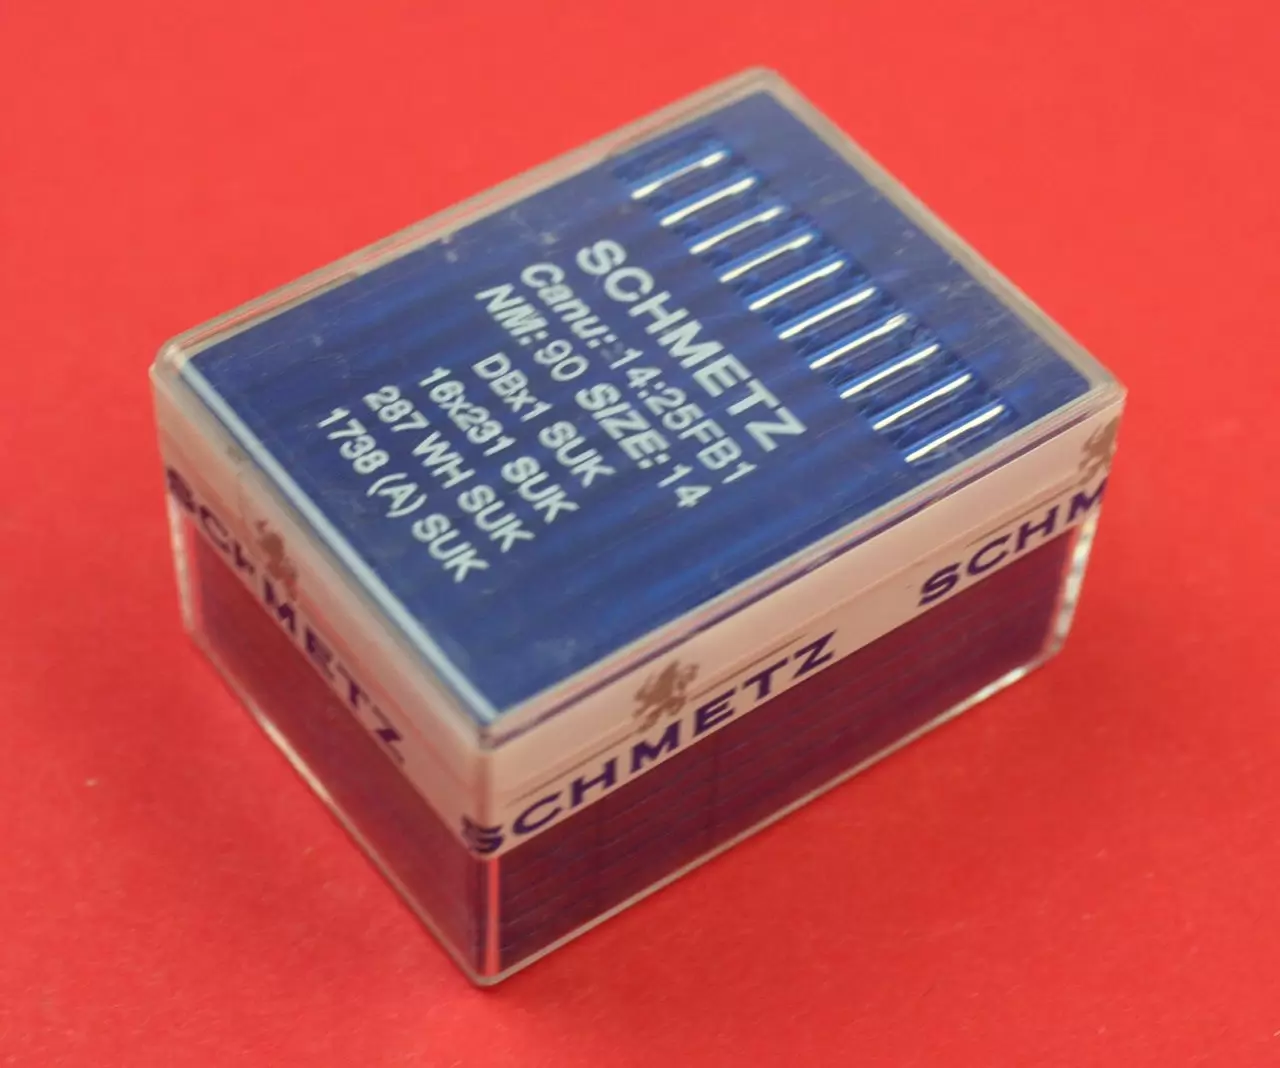 SCHMETZ
Canu: 14:25FB1
NM: 90 SIZE: 14
DBx1 SUK
16x231 SUK
287 WH SUK
1738 (A) SUK
SCHMETZ
SCHMETZ
SCHM